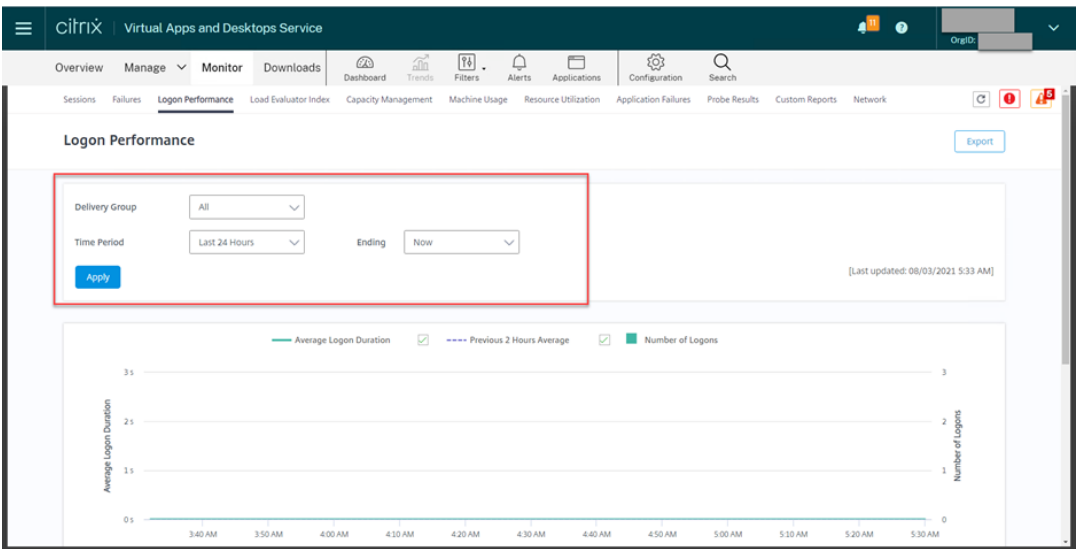 citrix | Virtual Apps and Desktops Service 11 ? OrgID:
Overview Manage Monitor Downloads Dashboard Trends Filters Alerts Applications Configuration Search
Sessions Failures Logon Performance Load Evaluator Index Capacity Management Machine Usage Resource Utilization Application Failures Probe Results Custom Reports Network 5
Logon Performance Export
Delivery Group All
Time Period Last 24 Hours Ending Now
Apply [Last updated: 08/03/2021 5:33 AM]
Average Logon Duration Previous 2 Hours Average Number of Logons
3 s 3
2 s 2
1 s 1
0 s 0
Average Logon Duration
Number of Logons
3:40 AM 3:50 AM 4:00 AM 4:10 AM 4:20 AM 4:30 AM 4:40 AM 4:50 AM 5:00 AM 5:10 AM 5:20 AM 5:30 AM